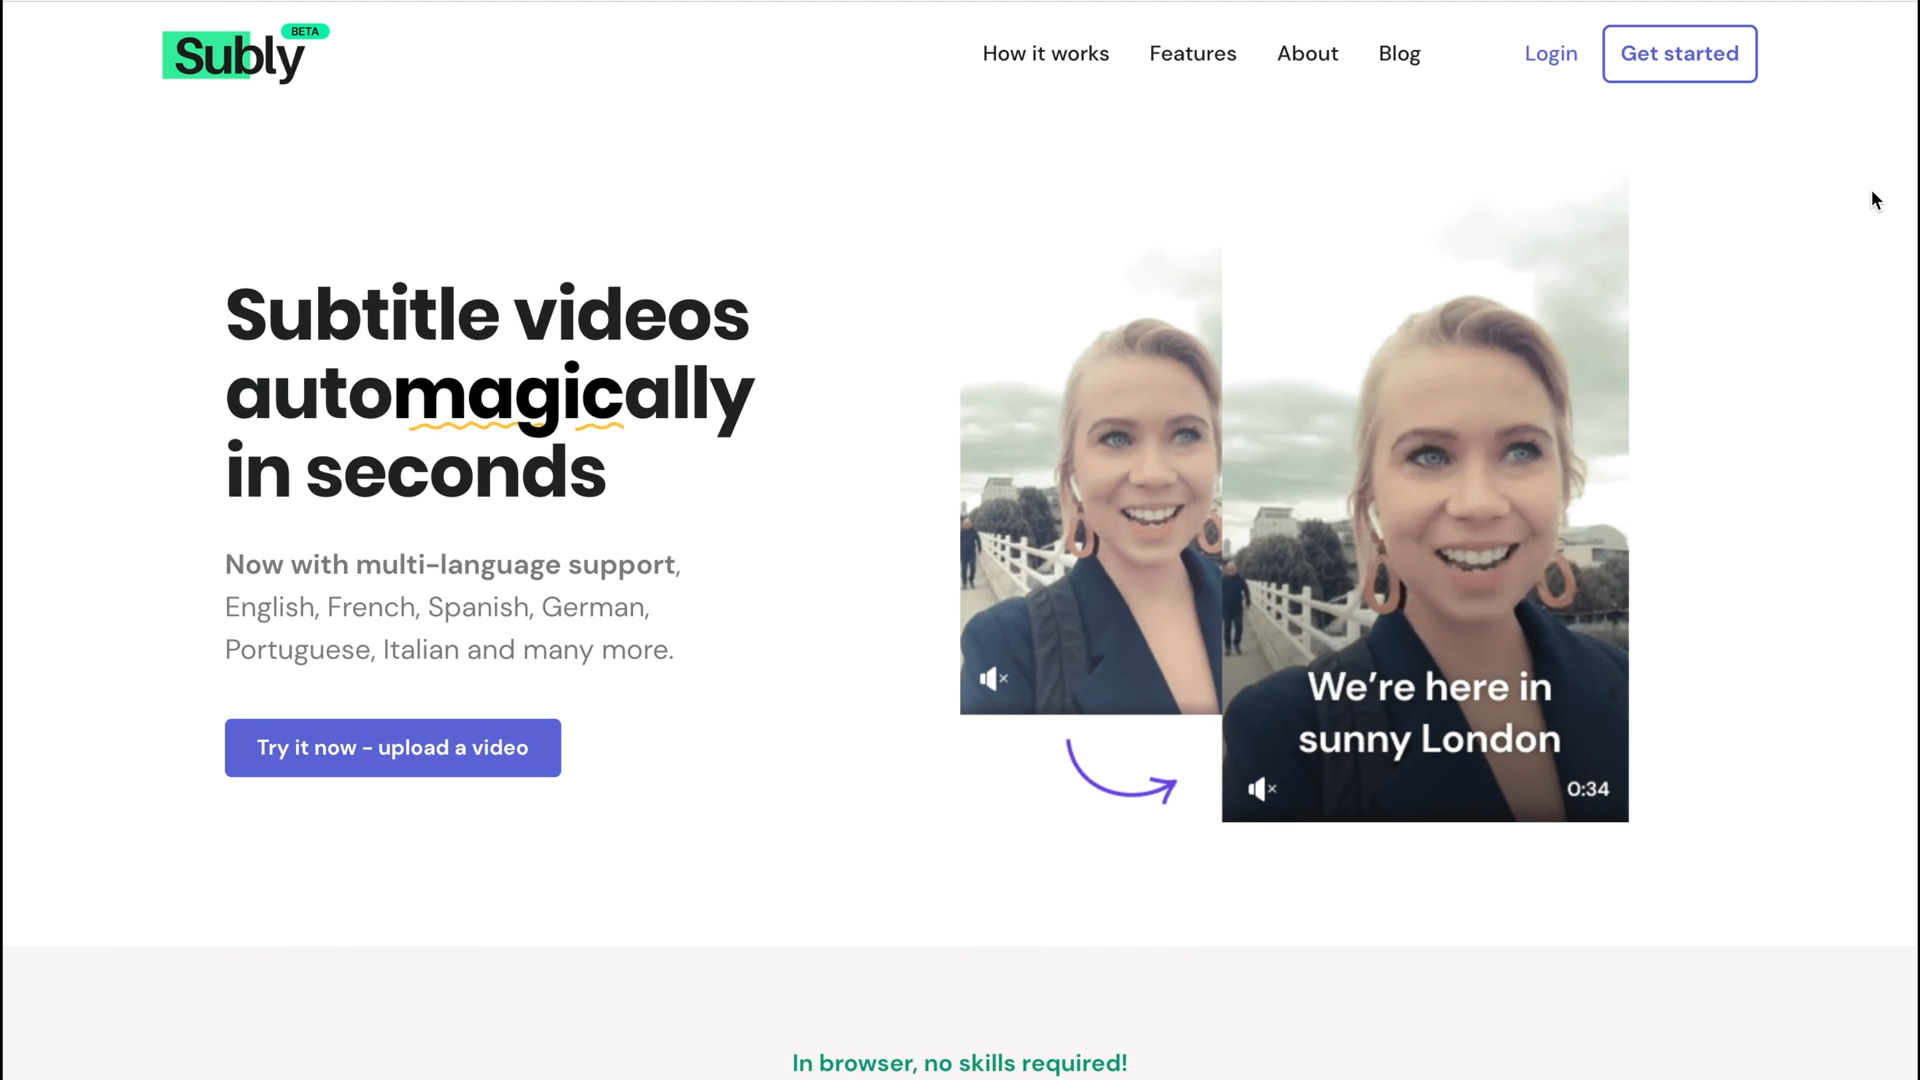 Subly
BETA
How it works
Features
About
Blog
Login
Get started
Subtitle videos
automagically
in seconds
Now with multi-language support,
English, French, Spanish, German,
Portuguese, Italian and many more.
Try it now - upload a video
We're here in
sunny London
0:34
In browser, no skills required!